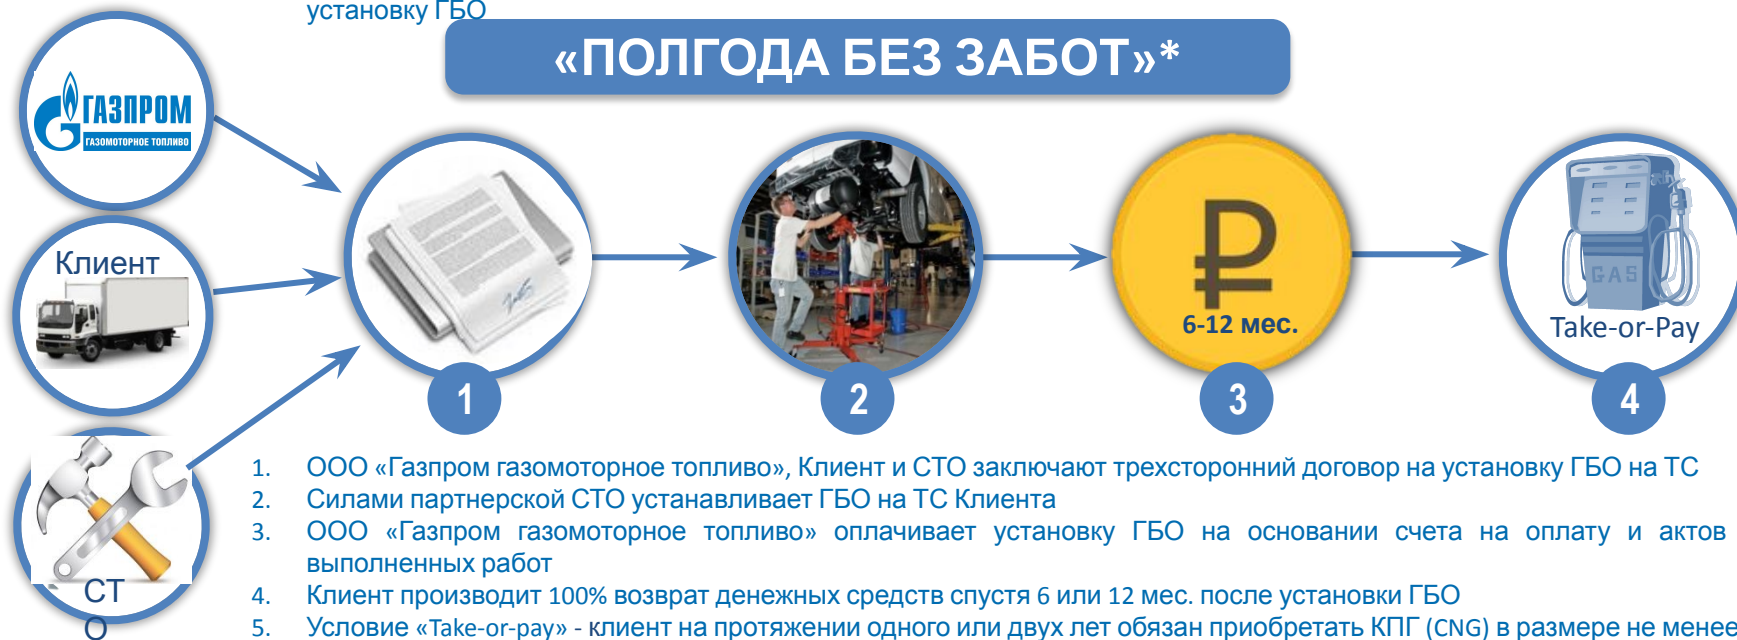 установку ГБО
«ПОЛГОДА БЕЗ ЗАБОТ»*
ГАЗПРОМ
ГАЗОМОТОРНОЕ ТОПЛИВО
Клиент
СТ
О
1
2
6-12 мес.
3
GAS
Take-or-Pay
4
1. ООО «Газпром газомоторное топливо», Клиент и СТО заключают трехсторонний договор на установку ГБО на ТС
2. Силами партнерской СТО устанавливает ГБО на ТС Клиента
3. ООО «Газпром газомоторное топливо» оплачивает установку ГБО на основании счета на оплату и актов
выполненных работ
4. Клиент производит 100% возврат денежных средств спустя 6 или 12 мес. после установки ГБО
5. Условие «Take-or-pay» - клиент на протяжении одного или двух лет обязан приобретать КПГ (CNG) в размере не менее